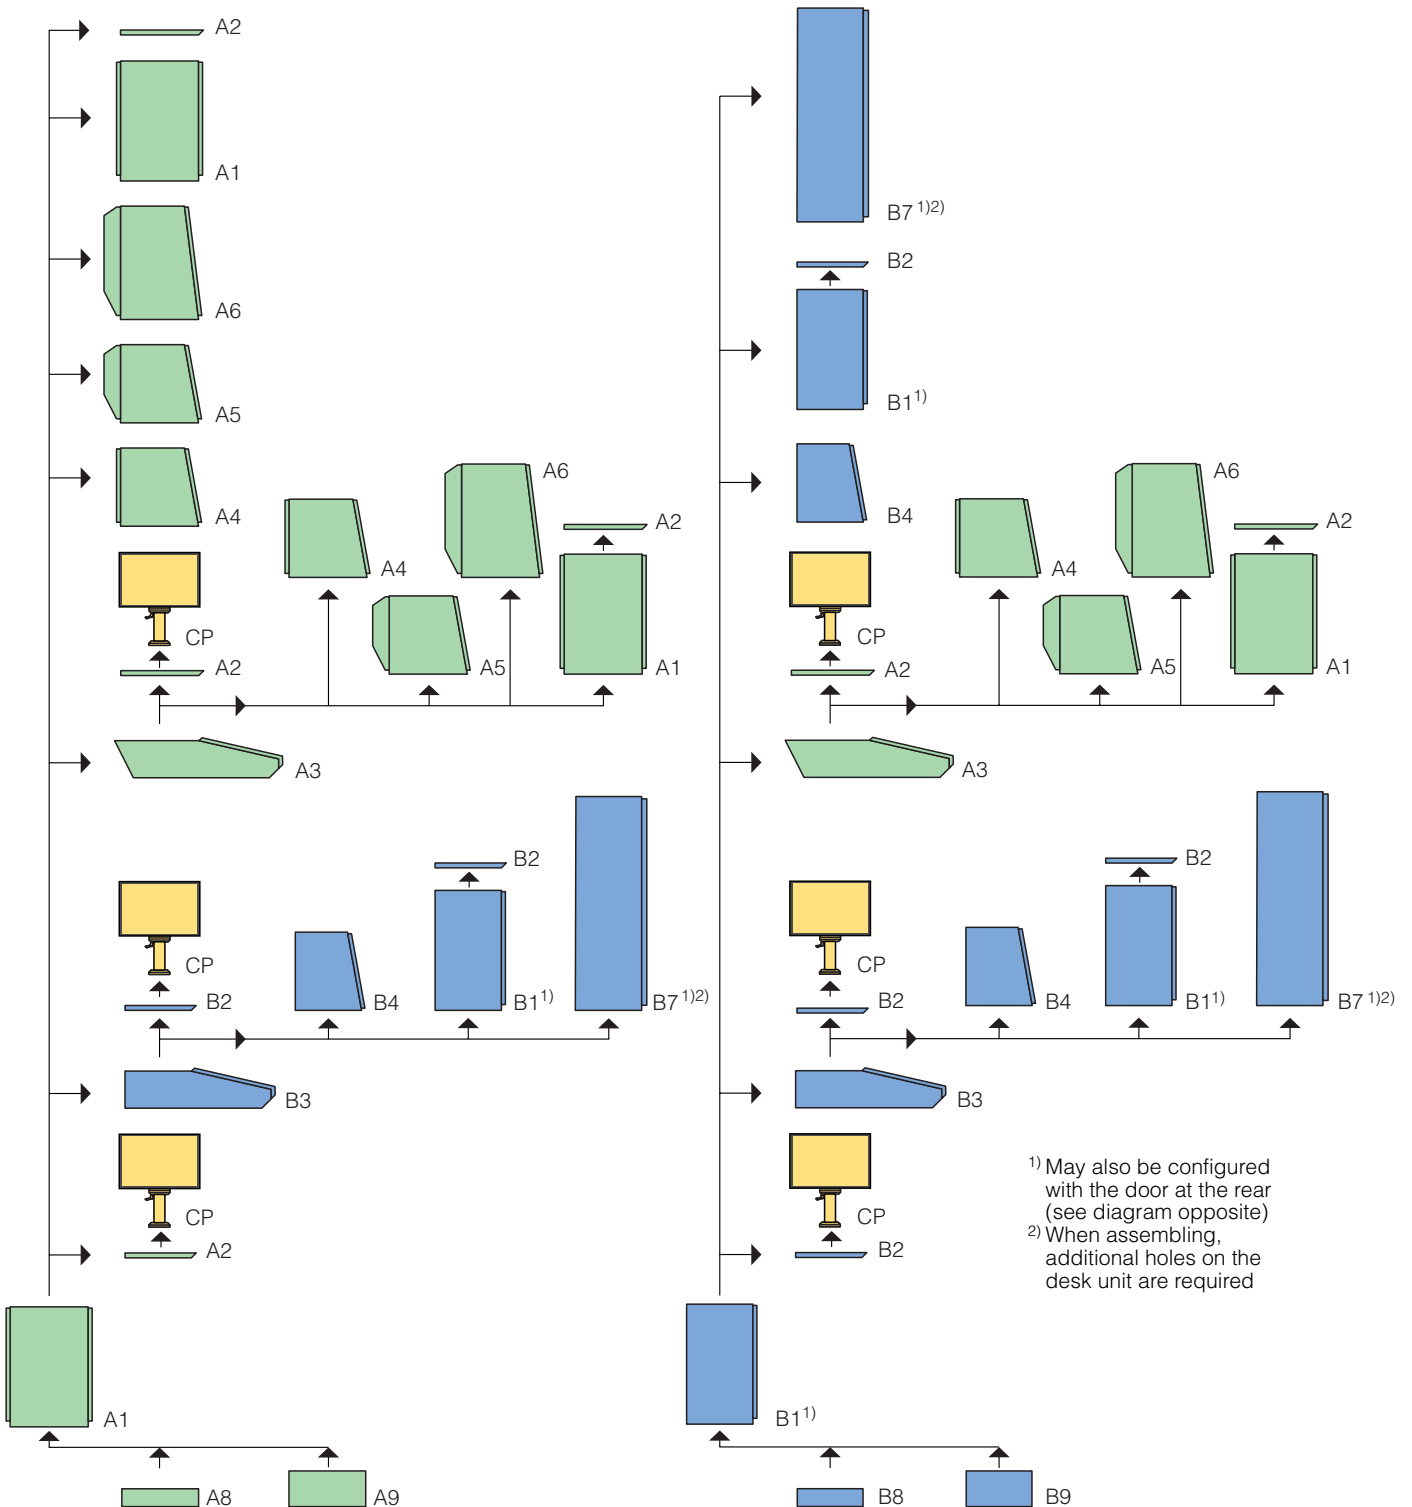 A2
A1
A6
A5
A4
CP
A2
A4
A5
A6
A2
A1
A3
CP
B2
B4
B2
B1 1)
B7 1)2)
B3
CP
A2
A1
A8
A9
B7 1)2)
B2
B1 1)
B4
CP
A2
A4
A5
A6
A2
A1
A3
CP
B2
B4
B2
B1 1)
B7 1)2)
B3
CP
B2
B1 1)
B8
B9
1) May also be configured
with the door at the rear
(see diagram opposite)
2) When assembling,
additional holes on the
desk unit are required